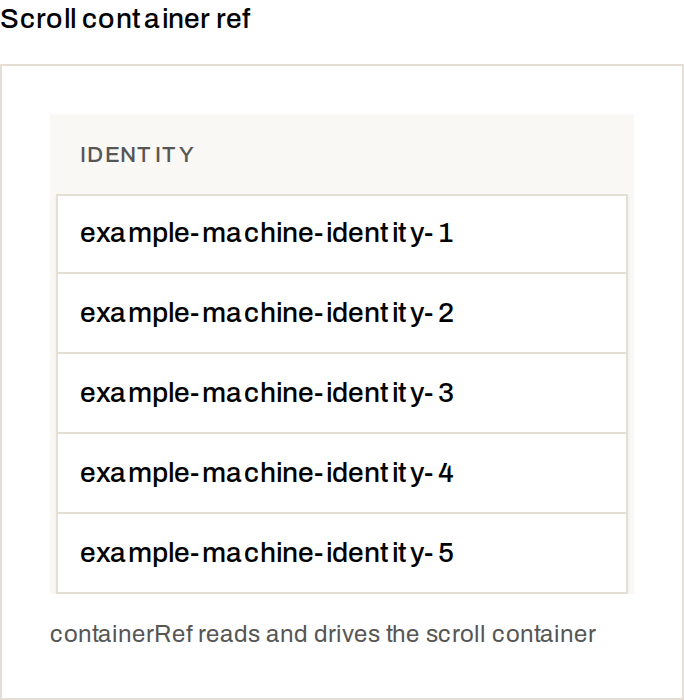 Scroll container ref
IDENTITY
example-machine-identity-1
example-machine-identity-2
example-machine-identity-3
example-machine-identity-4
example-machine-identity-5
containerRef reads and drives the scroll container